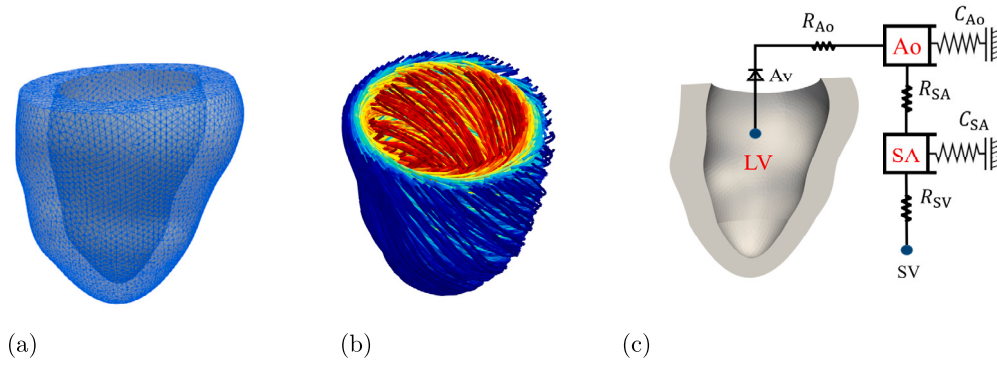 R_Ao
C_Ao
Ao
Av
R_SA
C_SA
LV
SA
R_SV
SV
(a)
(b)
(c)